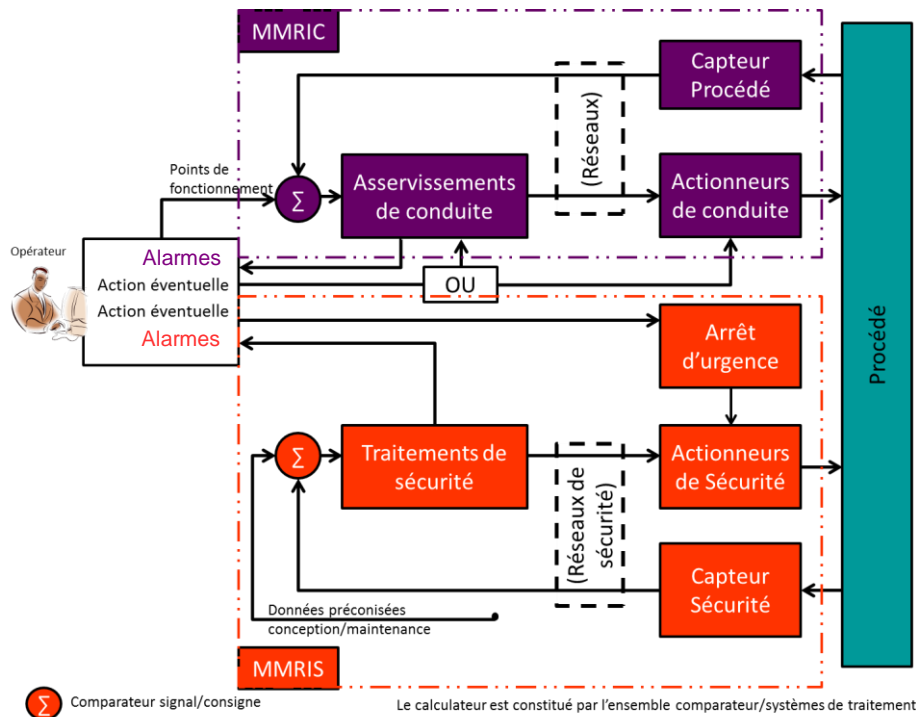 MMRIC
Capteur
Procédé
(Réseaux)
Points de
fonctionnement
∑
Asservissements
de conduite
Actionneurs
de conduite
Opérateur
Alarmes
Action éventuelle
OU
Action éventuelle
Alarmes
Arrêt
d'urgence
Procédé
∑
Traitements de
sécurité
(Réseaux de
sécurité)
Actionneurs
de Sécurité
Capteur
Sécurité
Données préconisées
conception/maintenance
MMRIS
∑
Comparateur signal/consigne
Le calculateur est constitué par l'ensemble comparateur/systèmes de traitement